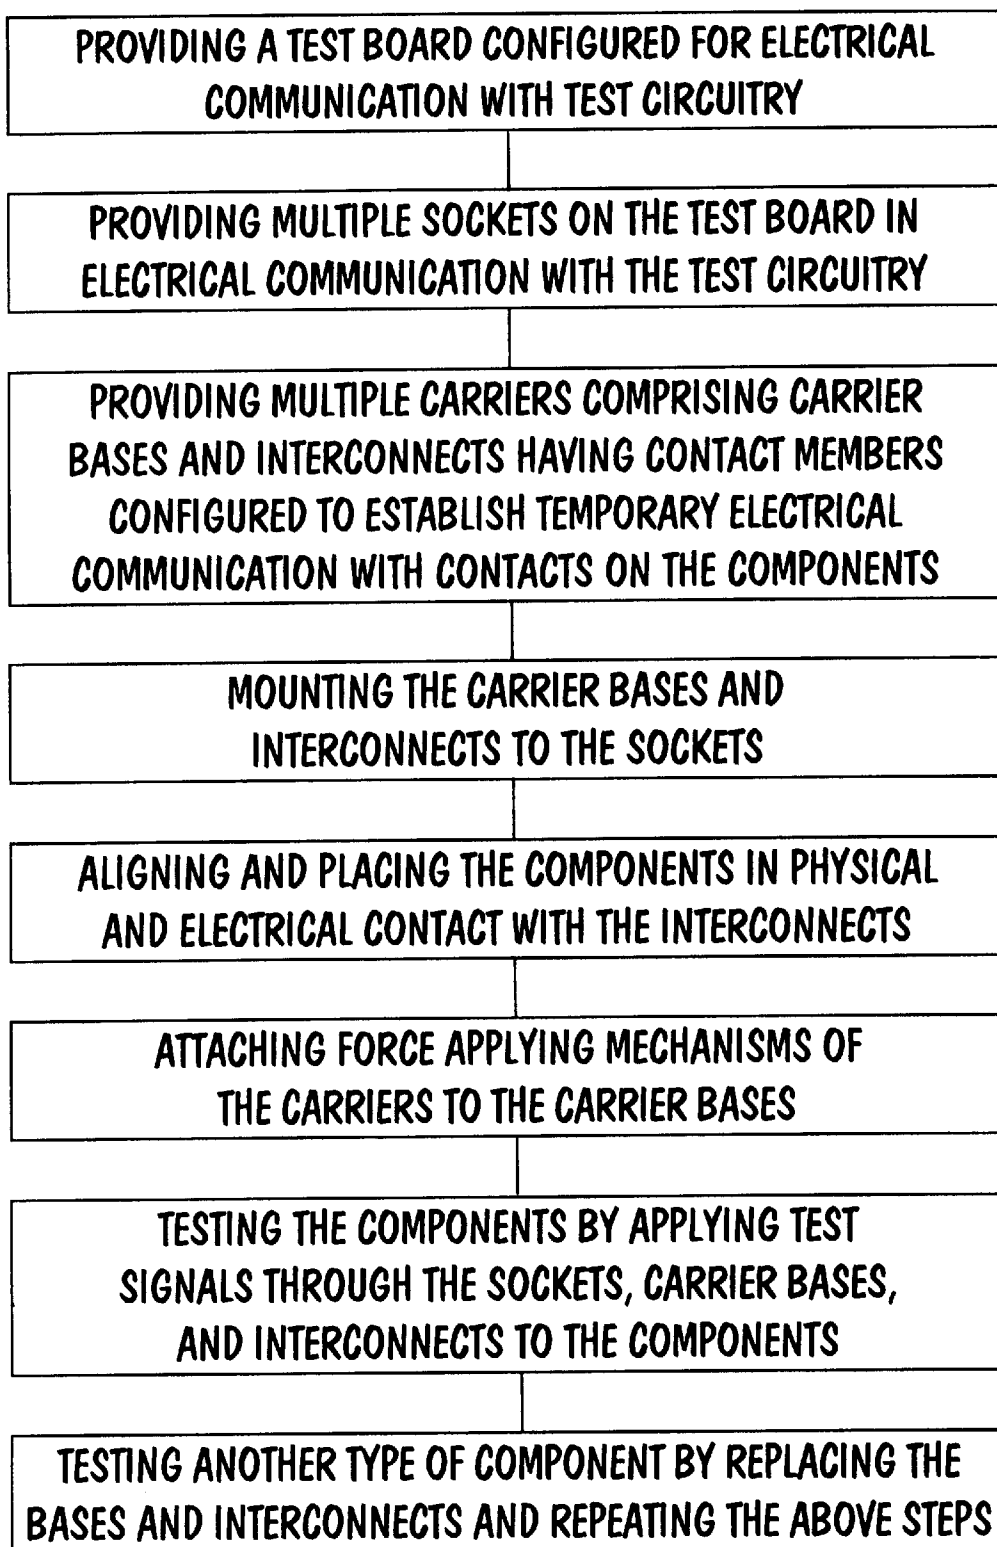 PROVIDING A TEST BOARD CONFIGURED FOR ELECTRICAL
COMMUNICATION WITH TEST CIRCUITRY
PROVIDING MULTIPLE SOCKETS ON THE TEST BOARD IN
ELECTRICAL COMMUNICATION WITH THE TEST CIRCUITRY
PROVIDING MULTIPLE CARRIERS COMPRISING CARRIER
BASES AND INTERCONNECTS HAVING CONTACT MEMBERS
CONFIGURED TO ESTABLISH TEMPORARY ELECTRICAL
COMMUNICATION WITH CONTACTS ON THE COMPONENTS
MOUNTING THE CARRIER BASES AND
INTERCONNECTS TO THE SOCKETS
ALIGNING AND PLACING THE COMPONENTS IN PHYSICAL
AND ELECTRICAL CONTACT WITH THE INTERCONNECTS
ATTACHING FORCE APPLYING MECHANISMS OF
THE CARRIERS TO THE CARRIER BASES
TESTING THE COMPONENTS BY APPLYING TEST
SIGNALS THROUGH THE SOCKETS, CARRIER BASES,
AND INTERCONNECTS TO THE COMPONENTS
TESTING ANOTHER TYPE OF COMPONENT BY REPLACING THE
BASES AND INTERCONNECTS AND REPEATING THE ABOVE STEPS